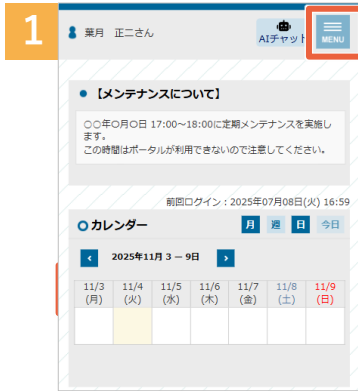 1
葉月 正二さん
AIチャット
MENU
【メンテナンスについて】
○○年○月○日 17:00～18:00に定期メンテナンスを実施し
ます。
この時間はポータルが利用できないので注意してください。
前回ログイン：2025年07月08日(火) 16:59
カレンダー
月 週 日 今日
2025年11月 3 － 9日
11/3 11/4 11/5 11/6 11/7 11/8 11/9
(月) (火) (水) (木) (金) (土) (日)